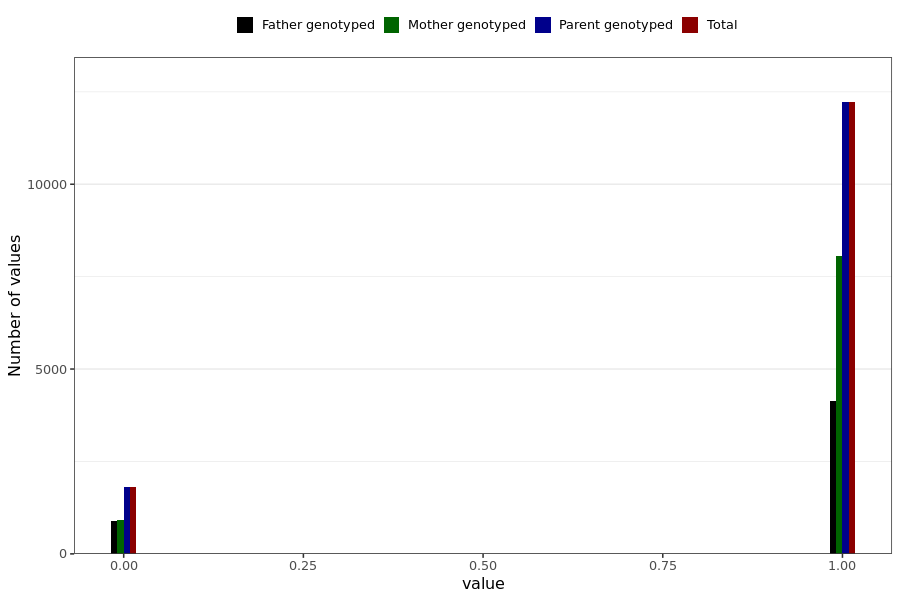 Father genotyped Mother genotyped Parent genotyped Total
Number of values
10000
5000
0
0.00 0.25 0.50 0.75 1.00
value